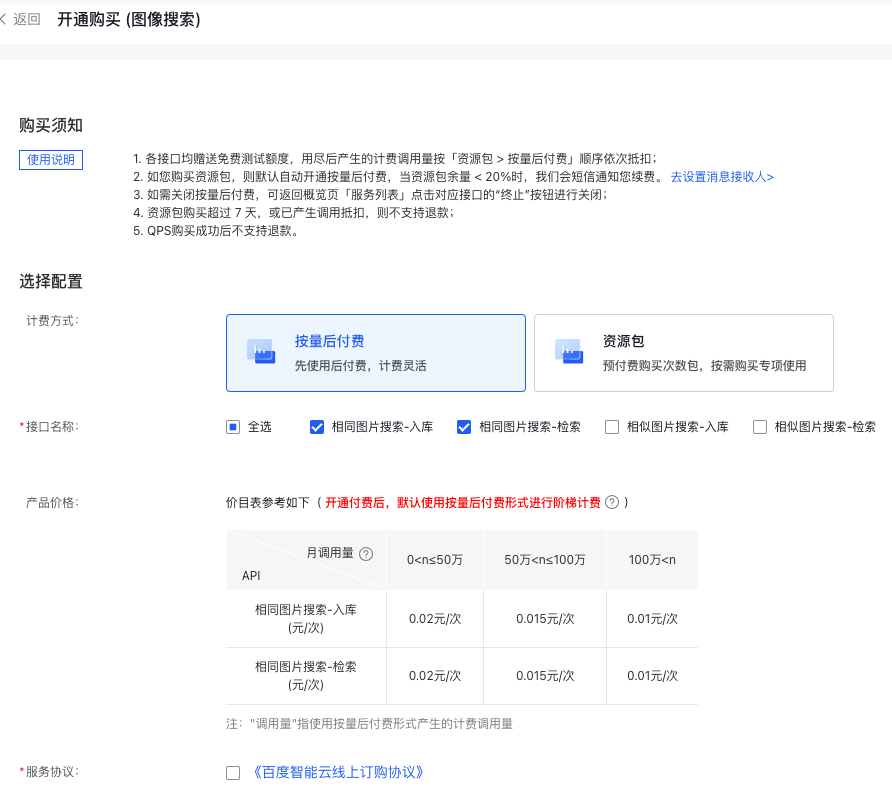 返回 开通购买 (图像搜索)
购买须知
使用说明
1. 各接口均赠送免费测试额度，用尽后产生的计费调用量按「资源包 > 按量后付费」顺序依次抵扣；
2. 如您购买资源包，则默认自动开通按量后付费，当资源包余量 < 20%时，我们会短信通知您续费。 去设置消息接收人>
3. 如需关闭按量后付费，可返回概览页「服务列表」点击对应接口的“终止”按钮进行关闭；
4. 资源包购买超过 7 天，或已产生调用抵扣，则不支持退款；
5. QPS购买成功后不支持退款。
选择配置
计费方式：
按量后付费
先使用后付费，计费灵活
资源包
预付费购买次数包，按需购买专项使用
*接口名称： 全选 相同图片搜索-入库 相同图片搜索-检索 相似图片搜索-入库 相似图片搜索-检索
产品价格： 价目表参考如下（ 开通付费后，默认使用按量后付费形式进行阶梯计费 ? ）
月调用量 ?
API
0<n≤50万 50万<n≤100万 100万<n
相同图片搜索-入库
(元/次)
0.02元/次 0.015元/次 0.01元/次
相同图片搜索-检索
(元/次)
0.02元/次 0.015元/次 0.01元/次
注："调用量"指使用按量后付费形式产生的计费调用量
*服务协议： 《百度智能云线上订购协议》